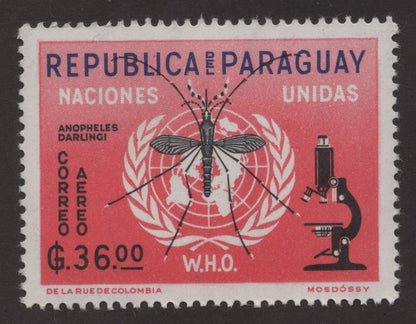 REPUBLICA DEL PARAGUAY
NACIONES UNIDAS
ANOPHELES
DARLINGI
CORREO
AEREO
₲.36.00
W.H.O.
DE LA RUE DE COLOMBIA MOSDÓSSY